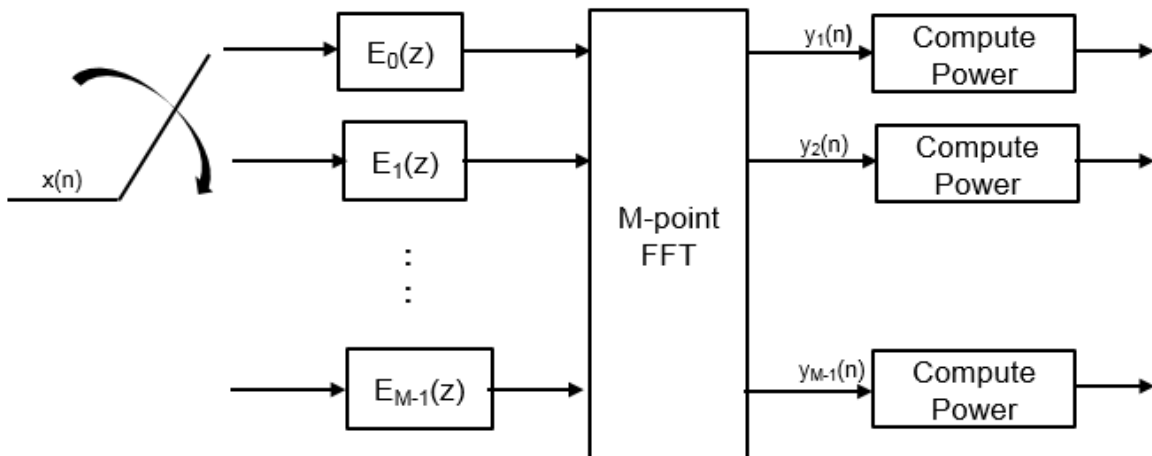 x(n)
E0(z)
E1(z)
⋮
EM-1(z)
M-point
FFT
y1(n)
Compute
Power
y2(n)
Compute
Power
yM-1(n)
Compute
Power